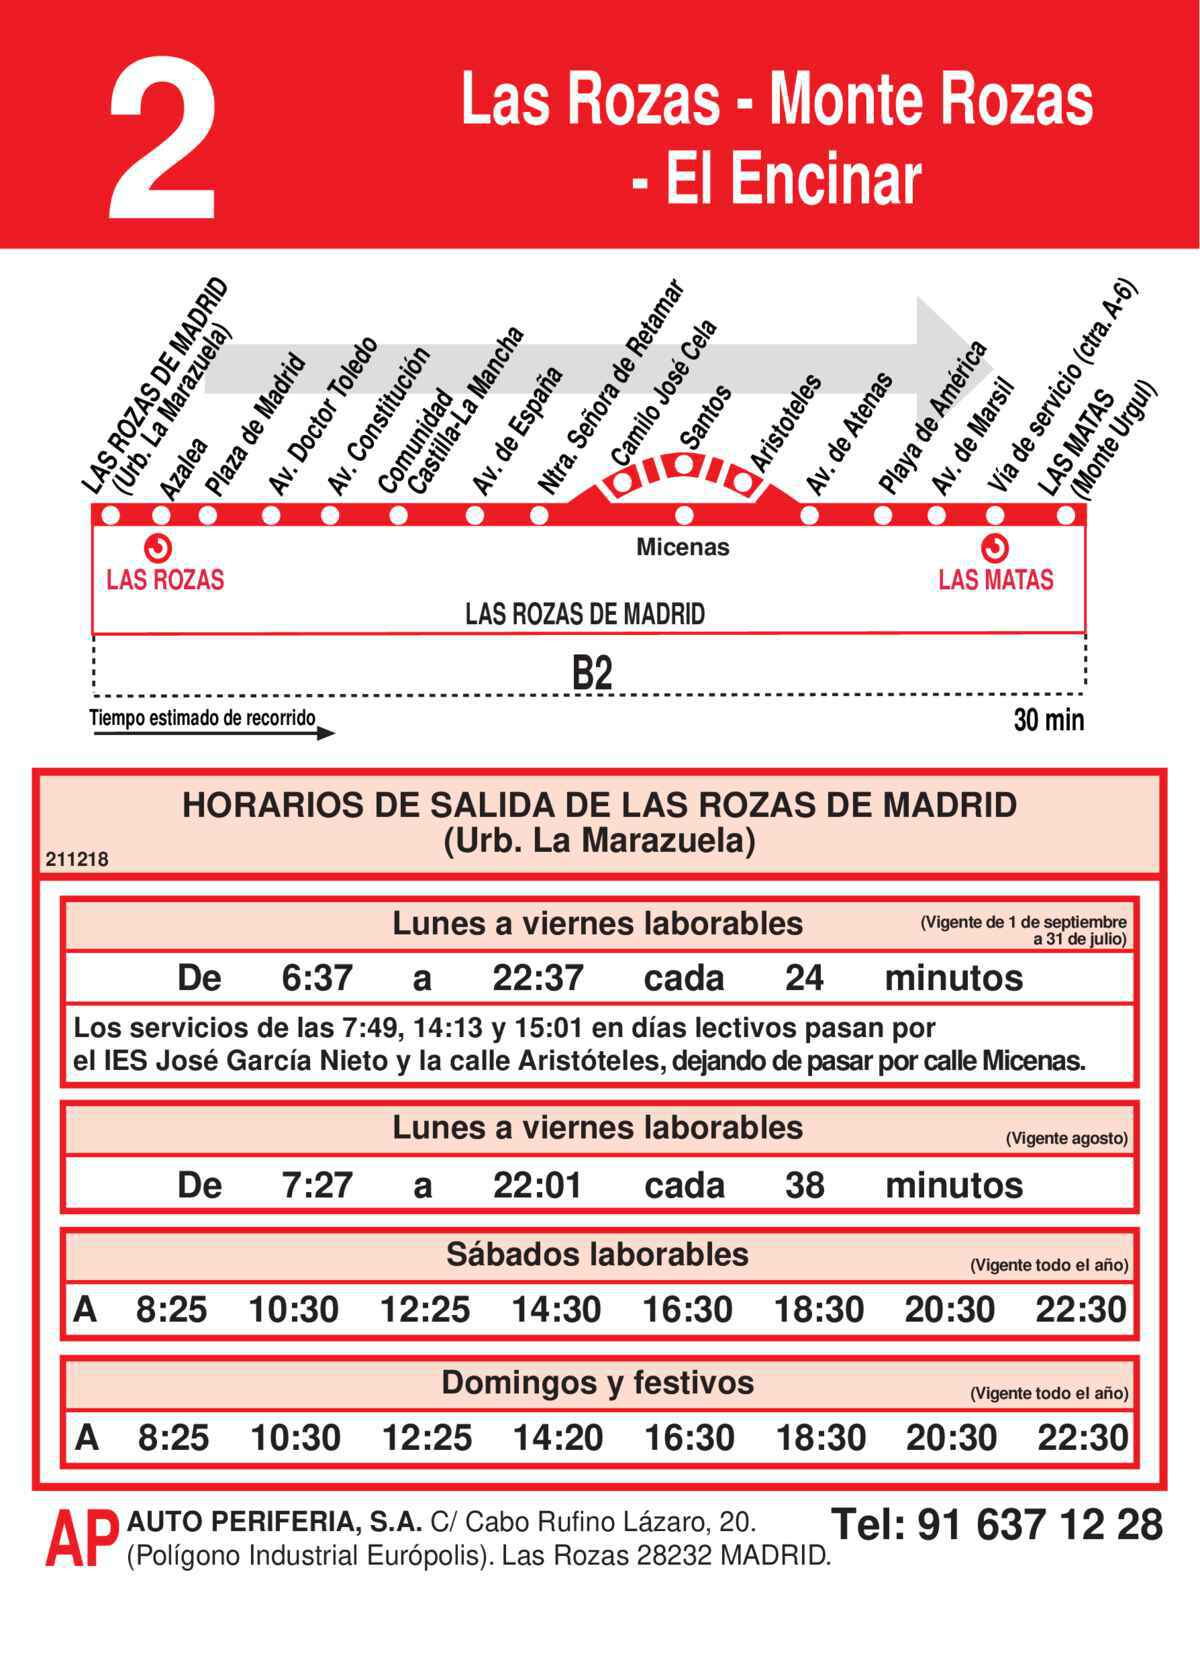 2
Las Rozas - Monte Rozas
- El Encinar
LAS ROZAS DE MADRID
(Urb. La Marazuela)
Azalea
Plaza de Madrid
Av. Doctor Toledo
Av. Constitución
Comunidad
Castilla-La Mancha
Av. de España
Ntra. Señora de Retamar
Camilo José Cela
Santos
Aristoteles
Av. de Atenas
Playa de América
Av. de Marsil
Vía de servicio (ctra. A-6)
LAS MATAS
(Monte Urgul)
Micenas
LAS ROZAS
LAS MATAS
LAS ROZAS DE MADRID
B2
Tiempo estimado de recorrido
30 min
HORARIOS DE SALIDA DE LAS ROZAS DE MADRID
(Urb. La Marazuela)
211218
Lunes a viernes laborables
(Vigente de 1 de septiembre
a 31 de julio)
De 6:37 a 22:37 cada 24 minutos
Los servicios de las 7:49, 14:13 y 15:01 en días lectivos pasan por
el IES José García Nieto y la calle Aristóteles, dejando de pasar por calle Micenas.
Lunes a viernes laborables
(Vigente agosto)
De 7:27 a 22:01 cada 38 minutos
Sábados laborables
(Vigente todo el año)
A 8:25 10:30 12:25 14:30 16:30 18:30 20:30 22:30
Domingos y festivos
(Vigente todo el año)
A 8:25 10:30 12:25 14:20 16:30 18:30 20:30 22:30
AP
AUTO PERIFERIA, S.A. C/ Cabo Rufino Lázaro, 20.
(Polígono Industrial Európolis). Las Rozas 28232 MADRID.
Tel: 91 637 12 28